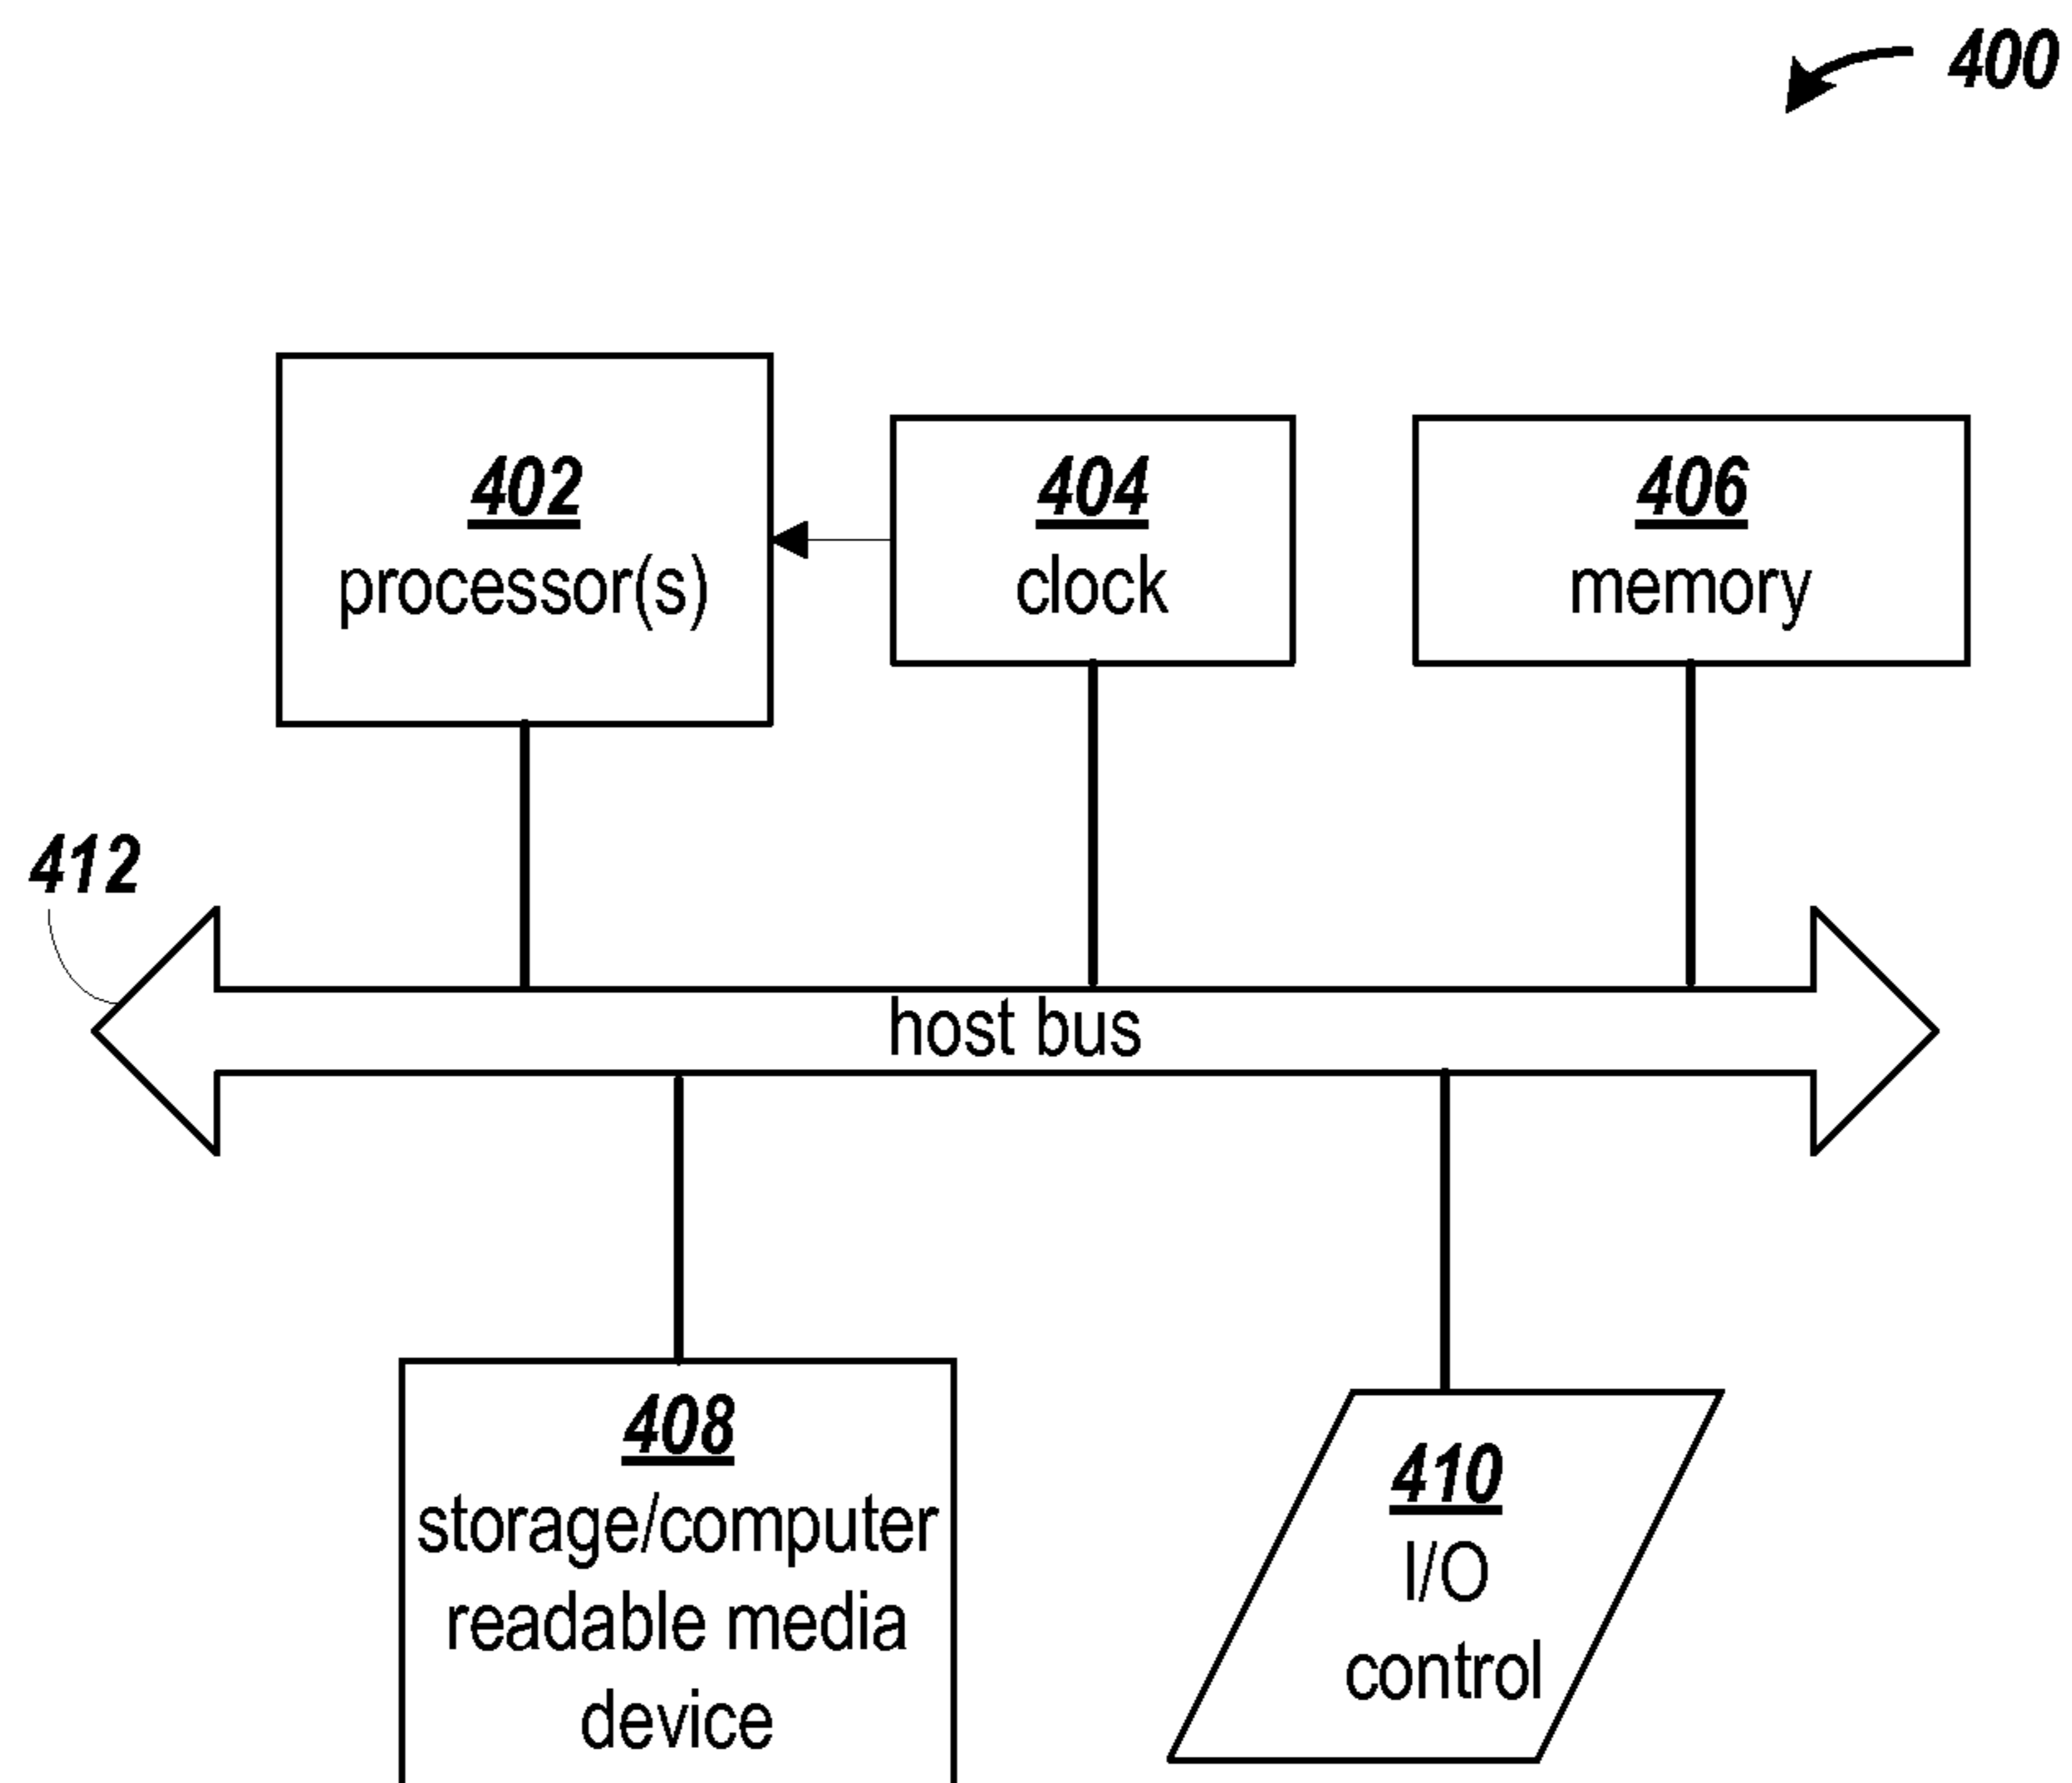 400
402
processor(s)
404
clock
406
memory
412
host bus
408
storage/computer
readable media
device
410
I/O
control